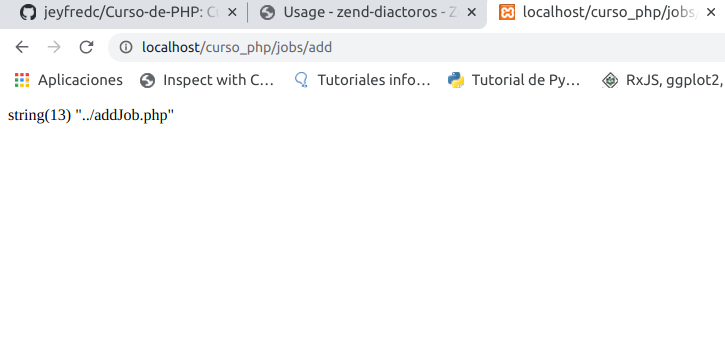 jeyfredc/Curso-de-PHP: C
Usage - zend-diactoros - Z
localhost/curso_php/jobs/
localhost/curso_php/jobs/add
Aplicaciones
Inspect with C…
Tutoriales info…
Tutorial de Py…
RxJS, ggplot2,
string(13) "../addJob.php"